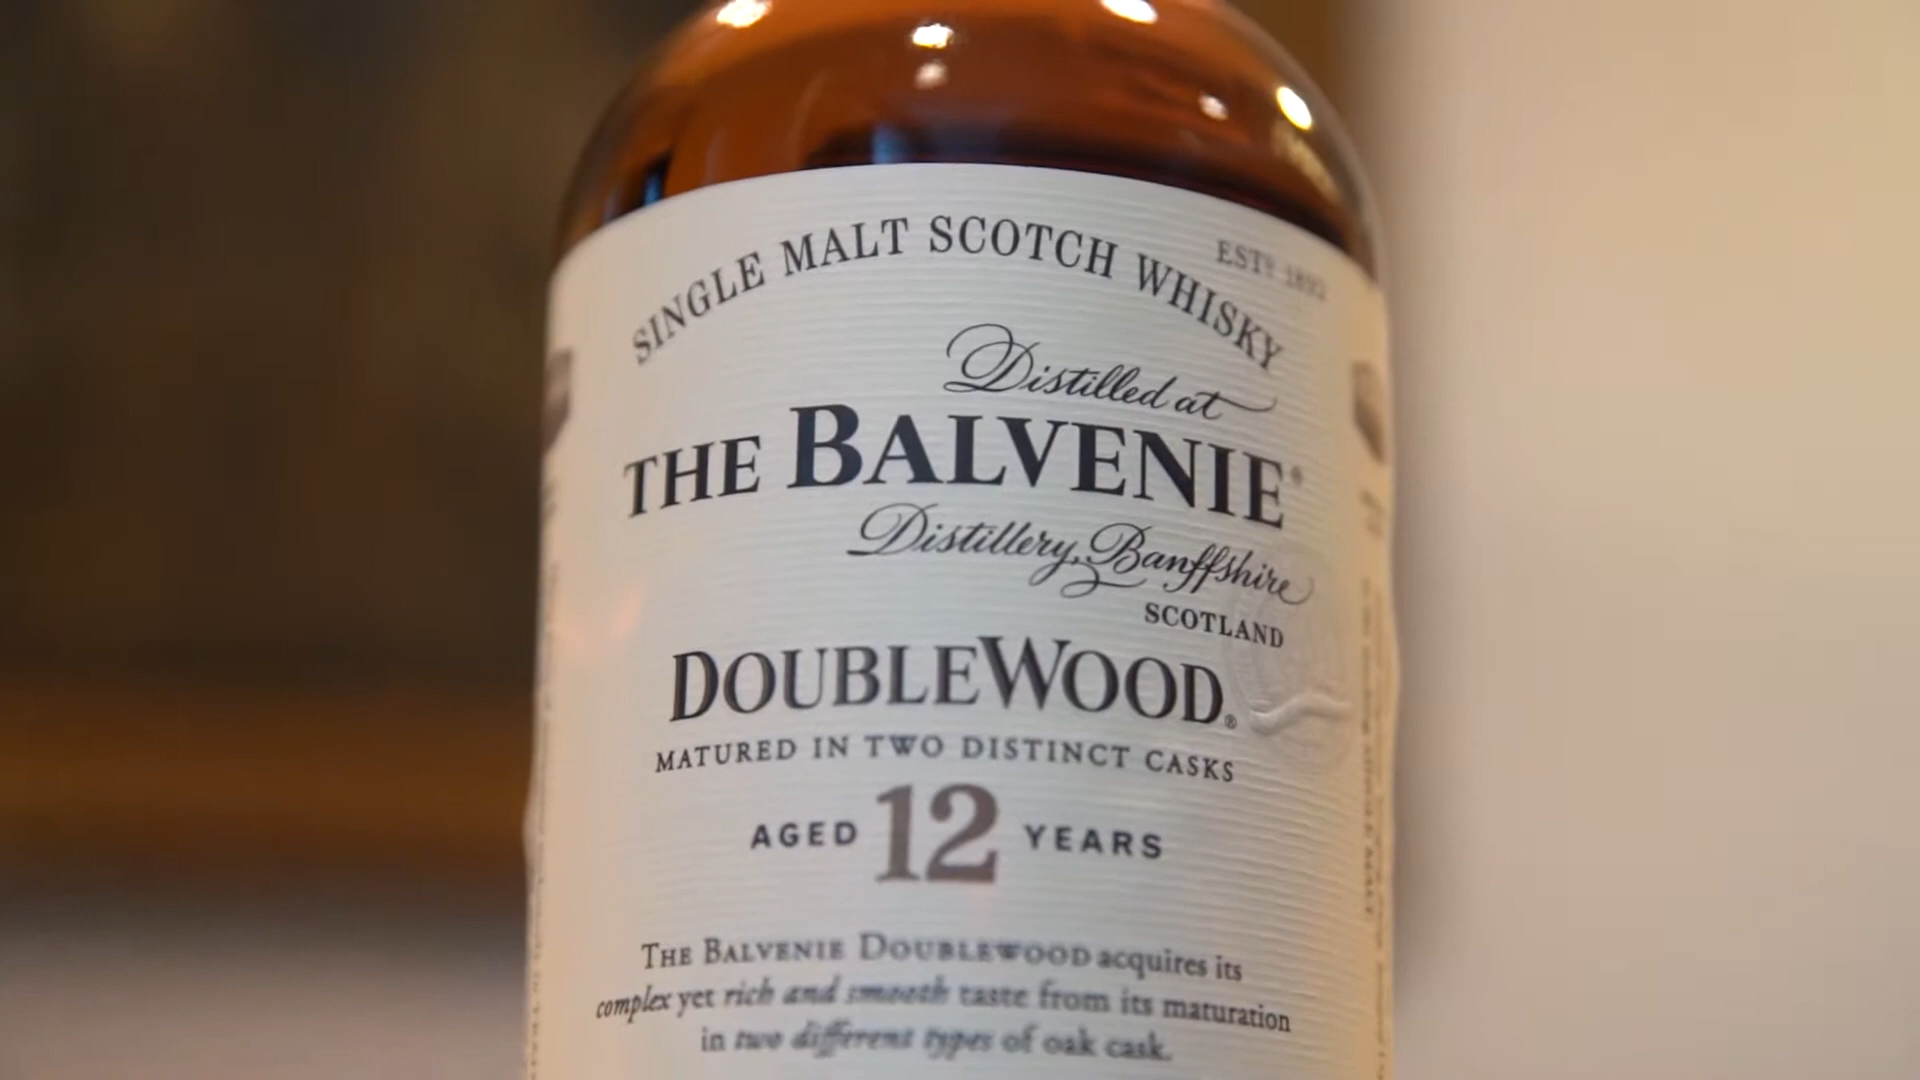 SINGLE MALT SCOTCH WHISKY
ESTD 1892
Distilled at
THE BALVENIE®
Distillery, Banffshire
SCOTLAND
DOUBLEWOOD®
MATURED IN TWO DISTINCT CASKS
AGED 12 YEARS
THE BALVENIE DOUBLEWOOD acquires its
complex yet rich and smooth taste from its maturation
in two different types of oak cask.